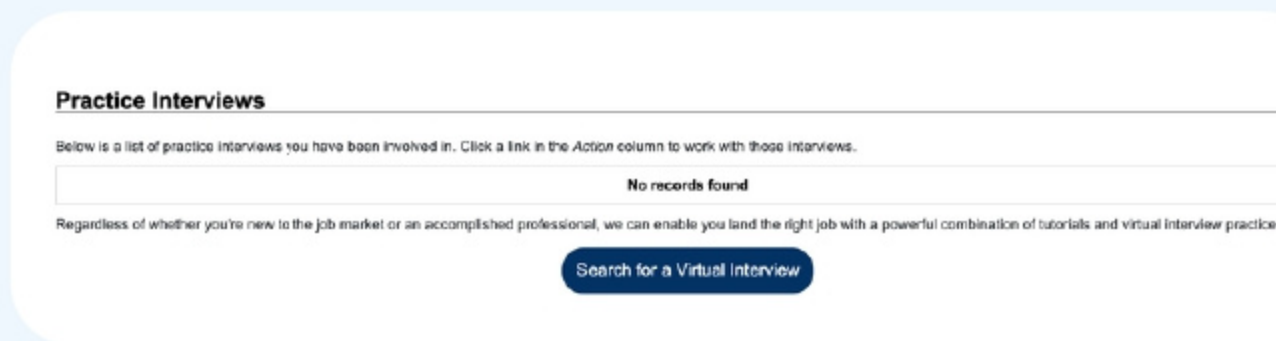 Practice Interviews
Below is a list of practice interviews you have been involved in. Click a link in the Action column to work with those interviews.
No records found
Regardless of whether you're new to the job market or an accomplished professional, we can enable you land the right job with a powerful combination of tutorials and virtual interview practice
Search for a Virtual Interview